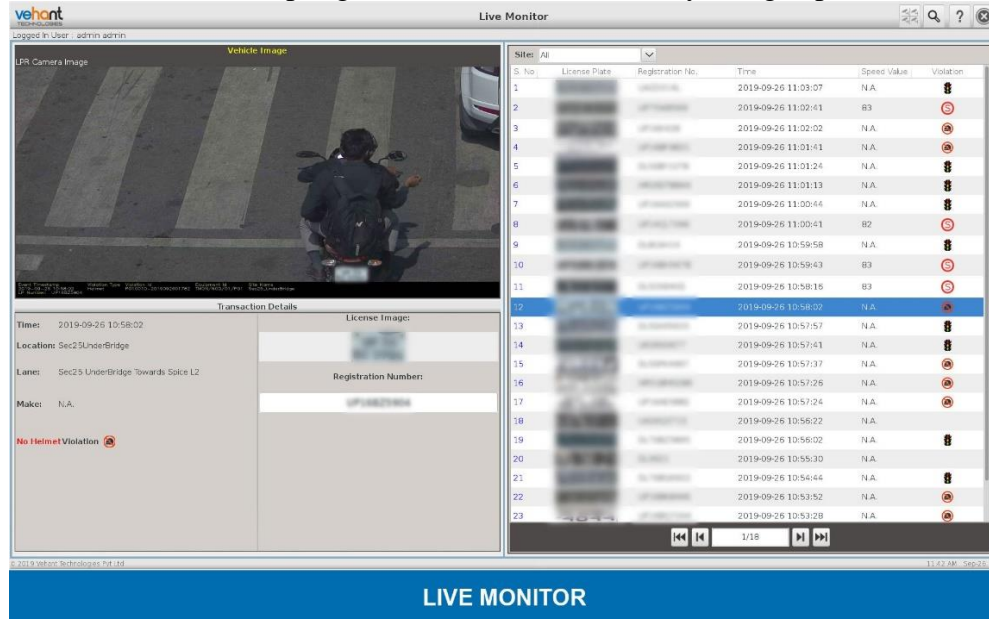 vehant
TECHNOLOGIES
Live Monitor
?
Logged In User : admin admin
Vehicle Image
LPR Camera Image
Transaction Details
Time: 2019-09-26 10:58:02
Location: Sec25UnderBridge
Lane: Sec25 UnderBridge Towards Spice L2
Make: N.A.
No Helmet Violation
License Image:
Registration Number:
Site: All
S. No License Plate Registration No. Time Speed Value Violation
1 2019-09-26 11:03:07 N.A.
2 2019-09-26 11:02:41 83 S
3 2019-09-26 11:02:02 N.A.
4 2019-09-26 11:01:41 N.A.
5 2019-09-26 11:01:24 N.A.
6 2019-09-26 11:01:13 N.A.
7 2019-09-26 11:00:44 N.A.
8 2019-09-26 11:00:41 82 S
9 2019-09-26 10:59:58 N.A.
10 2019-09-26 10:59:43 83 S
11 2019-09-26 10:58:16 83 S
12 2019-09-26 10:58:02 N.A.
13 2019-09-26 10:57:57 N.A.
14 2019-09-26 10:57:41 N.A.
15 2019-09-26 10:57:37 N.A.
16 2019-09-26 10:57:26 N.A.
17 2019-09-26 10:57:24 N.A.
18 2019-09-26 10:56:22 N.A.
19 2019-09-26 10:56:02 N.A.
20 2019-09-26 10:55:30 N.A.
21 2019-09-26 10:54:44 N.A.
22 2019-09-26 10:53:52 N.A.
23 2019-09-26 10:53:28 N.A.
1/18
© 2019 Vehant Technologies Pvt Ltd
11:42 AM Sep-26,
LIVE MONITOR